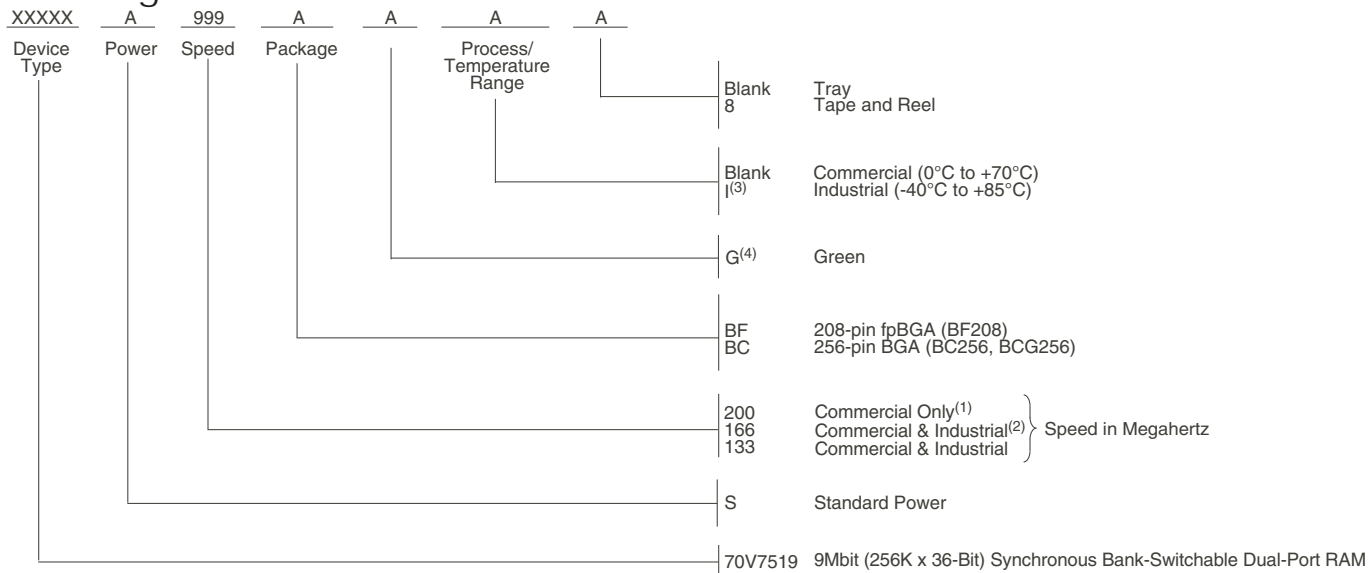 XXXXX A 999 A A A A
Device Type Power Speed Package Process/ Temperature Range
Blank Tray
8 Tape and Reel
Blank Commercial (0°C to +70°C)
I(3) Industrial (-40°C to +85°C)
G(4) Green
BF 208-pin fpBGA (BF208)
BC 256-pin BGA (BC256, BCG256)
200 Commercial Only(1)
166 Commercial & Industrial(2) Speed in Megahertz
133 Commercial & Industrial
S Standard Power
70V7519 9Mbit (256K x 36-Bit) Synchronous Bank-Switchable Dual-Port RAM